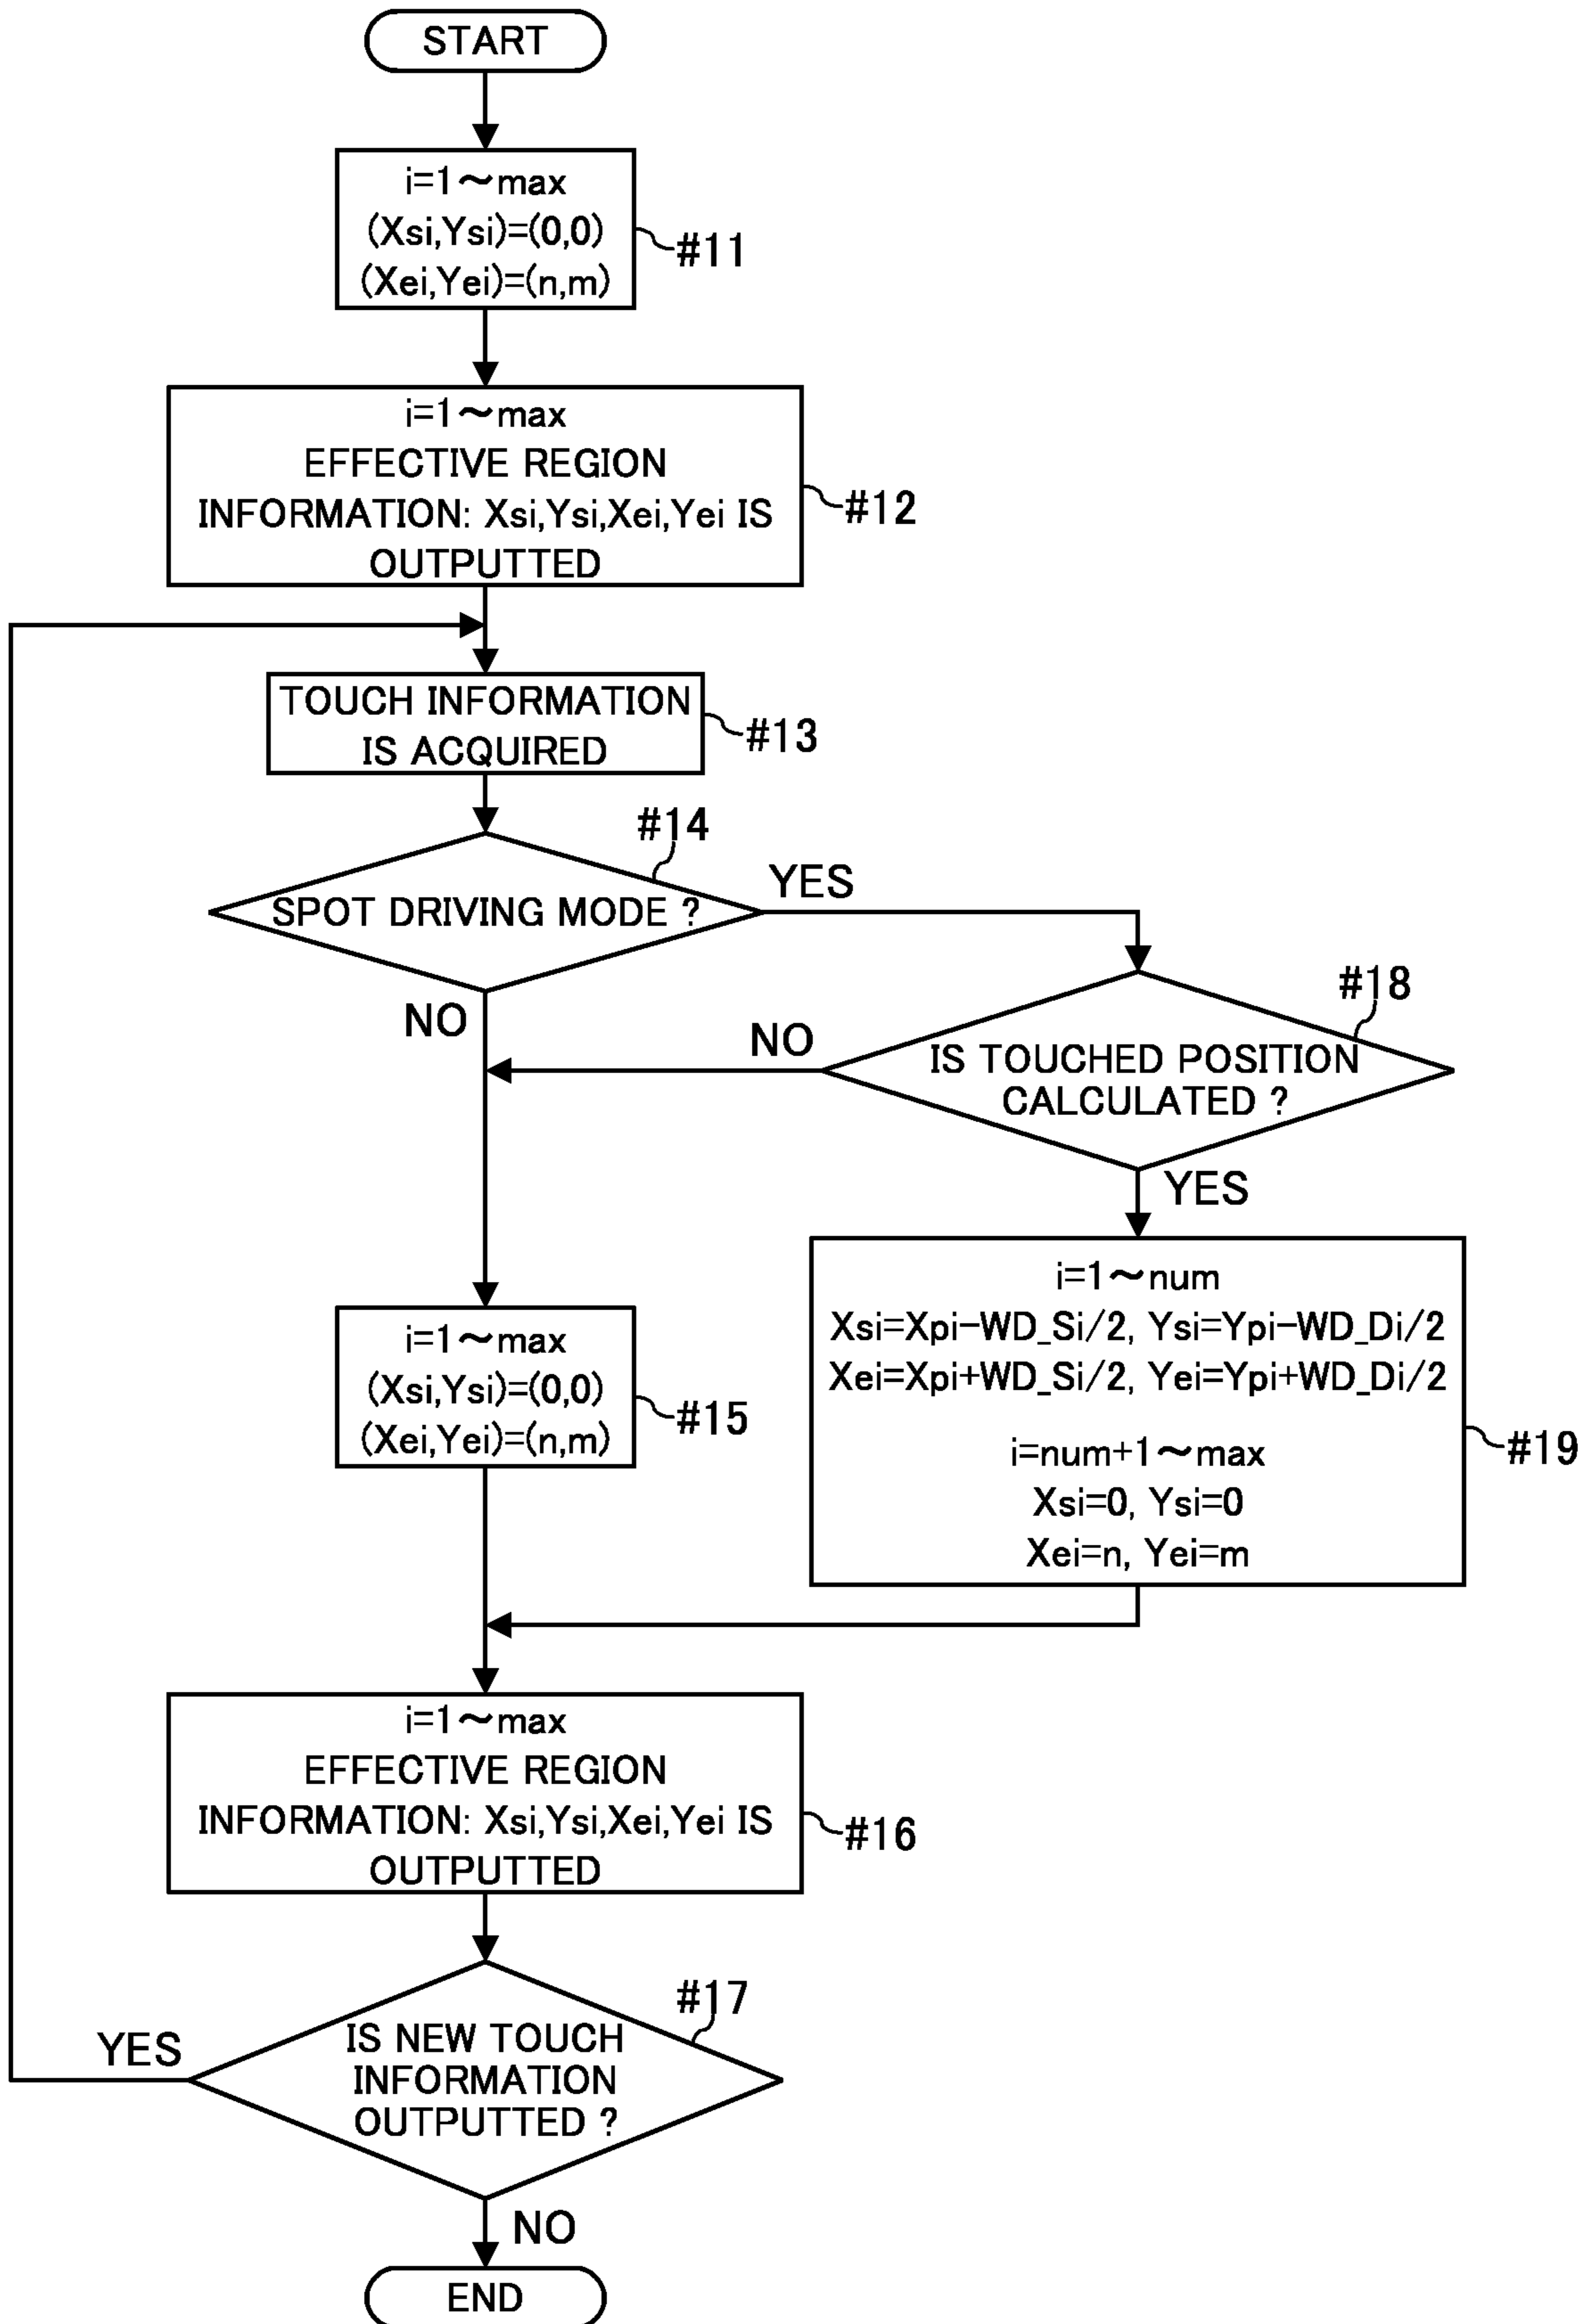 START
i=1～max
(Xsi,Ysi)=(0,0)
(Xei,Yei)=(n,m)
#11
i=1～max
EFFECTIVE REGION
INFORMATION: Xsi,Ysi,Xei,Yei IS
OUTPUTTED
#12
TOUCH INFORMATION
IS ACQUIRED
#13
#14
SPOT DRIVING MODE ?
YES
NO
#18
IS TOUCHED POSITION
CALCULATED ?
NO
YES
i=1～max
(Xsi,Ysi)=(0,0)
(Xei,Yei)=(n,m)
#15
i=1～num
Xsi=Xpi−WD_Si/2, Ysi=Ypi−WD_Di/2
Xei=Xpi+WD_Si/2, Yei=Ypi+WD_Di/2
i=num+1～max
Xsi=0, Ysi=0
Xei=n, Yei=m
#19
i=1～max
EFFECTIVE REGION
INFORMATION: Xsi,Ysi,Xei,Yei IS
OUTPUTTED
#16
#17
IS NEW TOUCH
INFORMATION
OUTPUTTED ?
YES
NO
END